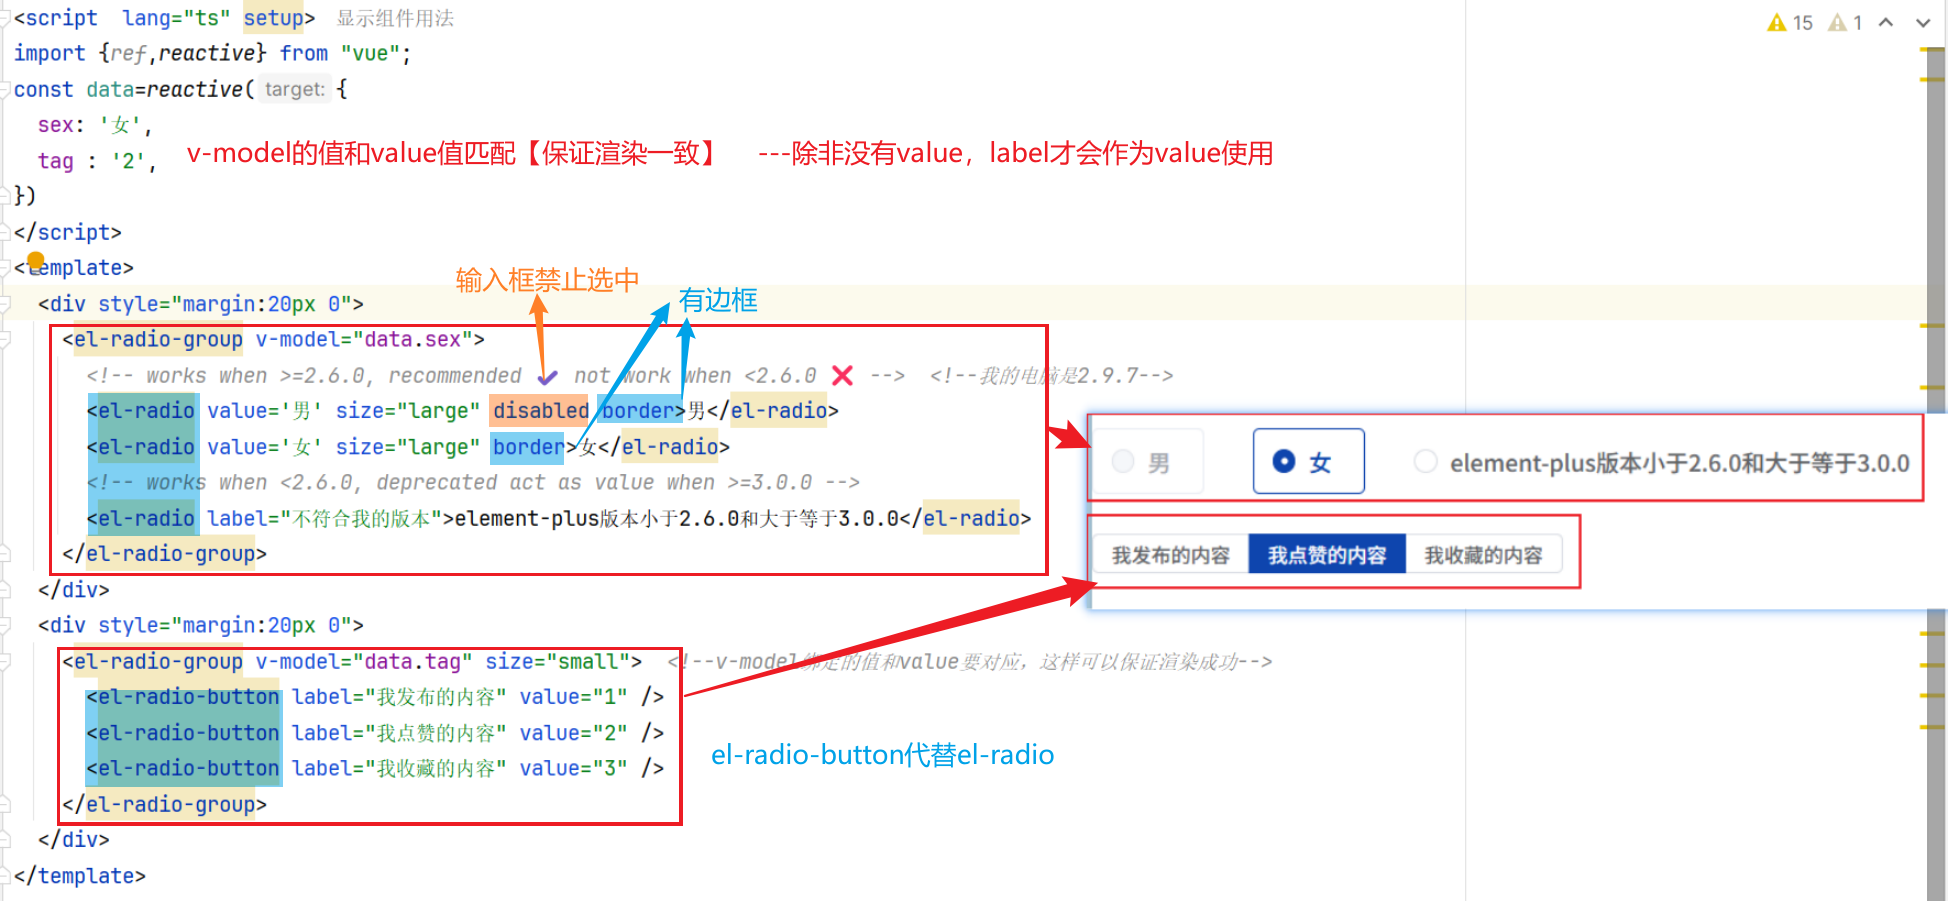 <script  lang="ts" setup>  显示组件用法
15  1
import {ref,reactive} from "vue";
const data=reactive( target: {
  sex: '女',
  tag : '2',
v-model的值和value值匹配【保证渲染一致】  ---除非没有value，label才会作为value使用
})
</script>
<template>
输入框禁止选中
有边框
  <div style="margin:20px 0">
    <el-radio-group v-model="data.sex">
      <!-- works when >=2.6.0, recommended ✔ not work when <2.6.0 ❌ -->  <!--我的电脑是2.9.7-->
      <el-radio value='男' size="large" disabled border>男</el-radio>
      <el-radio value='女' size="large" border>女</el-radio>
      <!-- works when <2.6.0, deprecated act as value when >=3.0.0 -->
      <el-radio label="不符合我的版本">element-plus版本小于2.6.0和大于等于3.0.0</el-radio>
    </el-radio-group>
  </div>
男  女  element-plus版本小于2.6.0和大于等于3.0.0
我发布的内容  我点赞的内容  我收藏的内容
  <div style="margin:20px 0">
    <el-radio-group v-model="data.tag" size="small">  <!--v-model绑定的值和value要对应，这样可以保证渲染成功-->
      <el-radio-button label="我发布的内容" value="1" />
      <el-radio-button label="我点赞的内容" value="2" />
      <el-radio-button label="我收藏的内容" value="3" />
el-radio-button代替el-radio
    </el-radio-group>
  </div>
</template>